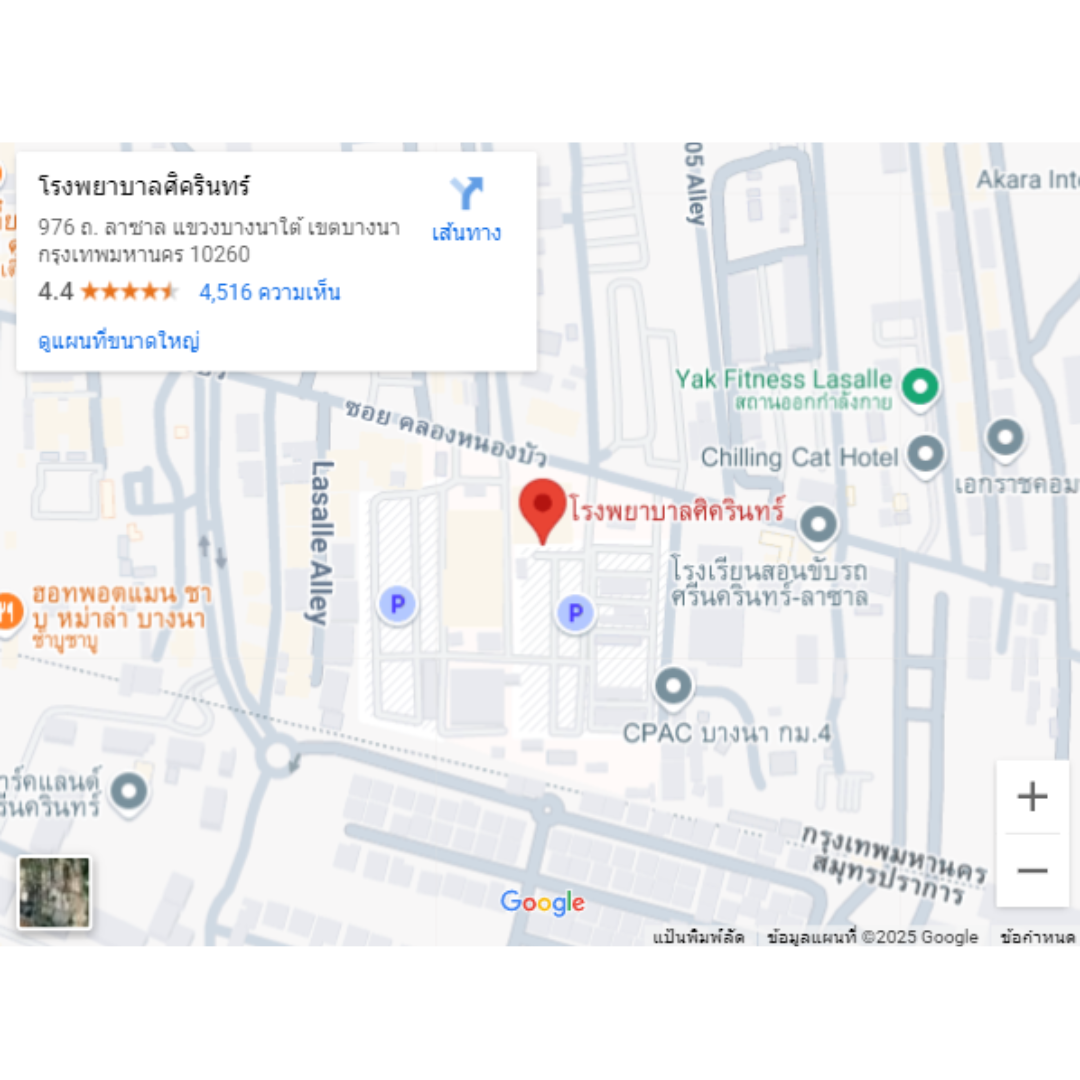 โรงพยาบาลศิครินทร์
976 ถ. ลาซาล แขวงบางนาใต้ เขตบางนา
กรุงเทพมหานคร 10260
เส้นทาง
4.4
4,516 ความเห็น
ดูแผนที่ขนาดใหญ่
05 Alley
Akara Inte
Yak Fitness Lasalle
สถานออกกำลังกาย
ซอย คลองหนองบัว
Chilling Cat Hotel
เอกราชคอม
Lasalle Alley
โรงพยาบาลศิครินทร์
โรงเรียนสอนขับรถ
ศรีนครินทร์-ลาซาล
P
P
ฮอทพอตแมน ชา
บู หม่าล่า บางนา
ชาบูชาบู
CPAC บางนา กม.4
าร์คแลนด์
รีนครินทร์
กรุงเทพมหานคร
สมุทรปราการ
Google
แป้นพิมพ์ลัด
ข้อมูลแผนที่ ©2025 Google
ข้อกำหนด